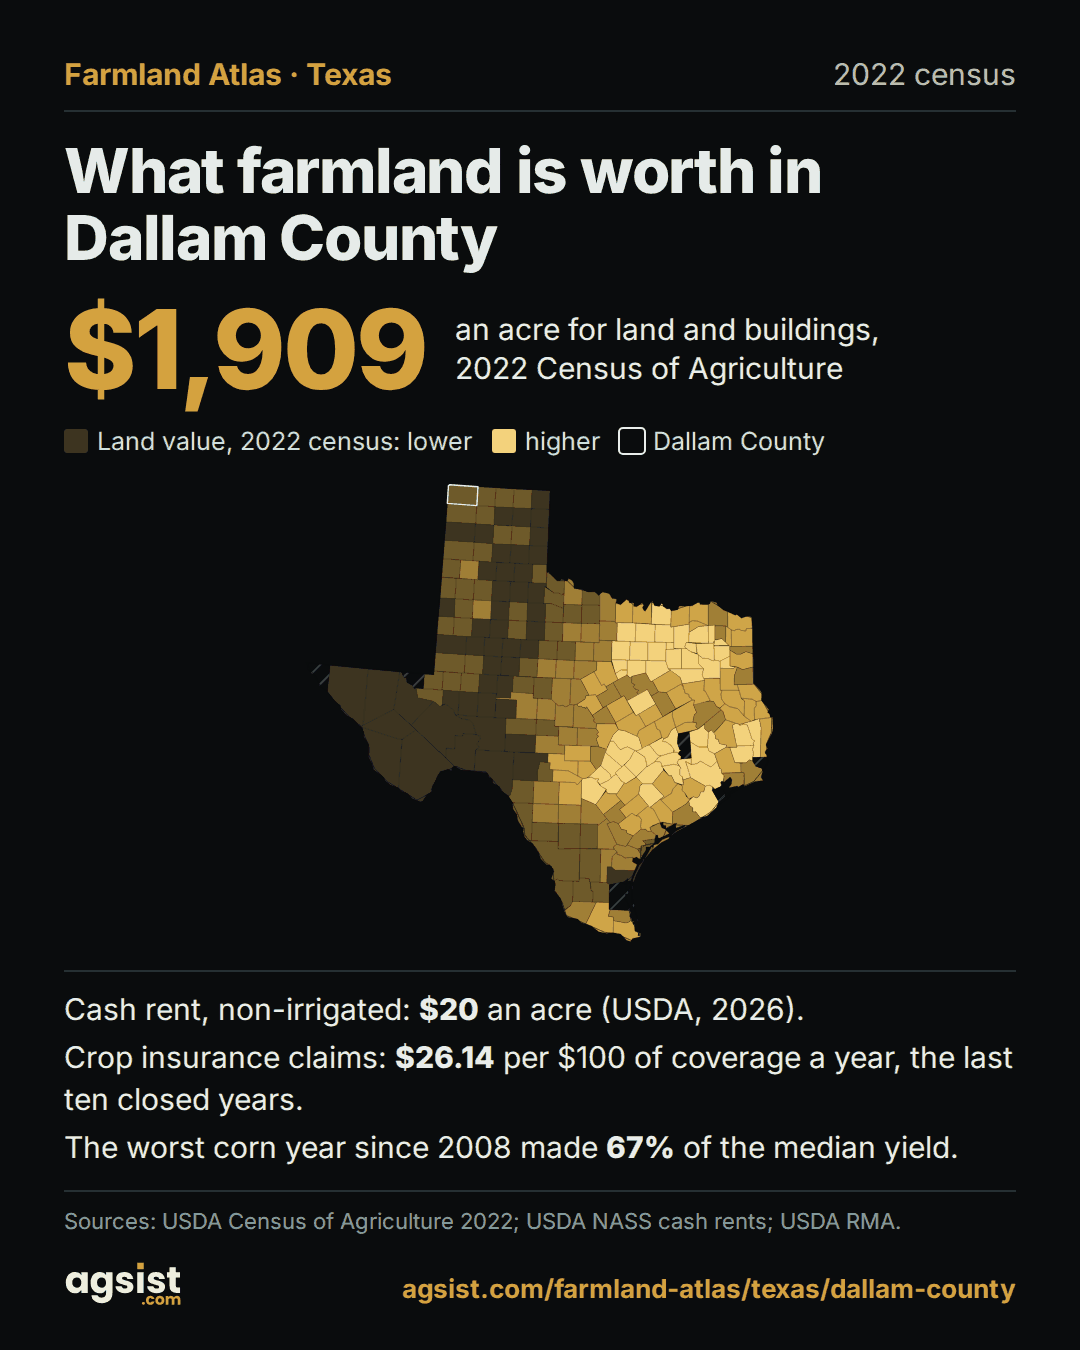 Farmland Atlas · Texas
2022 census
What farmland is worth in
Dallam County
$1,909
an acre for land and buildings,
2022 Census of Agriculture
Land value, 2022 census: lower
higher
Dallam County
Cash rent, non-irrigated: $20 an acre (USDA, 2026).
Crop insurance claims: $26.14 per $100 of coverage a year, the last
ten closed years.
The worst corn year since 2008 made 67% of the median yield.
Sources: USDA Census of Agriculture 2022; USDA NASS cash rents; USDA RMA.
agsist
.com
agsist.com/farmland-atlas/texas/dallam-county